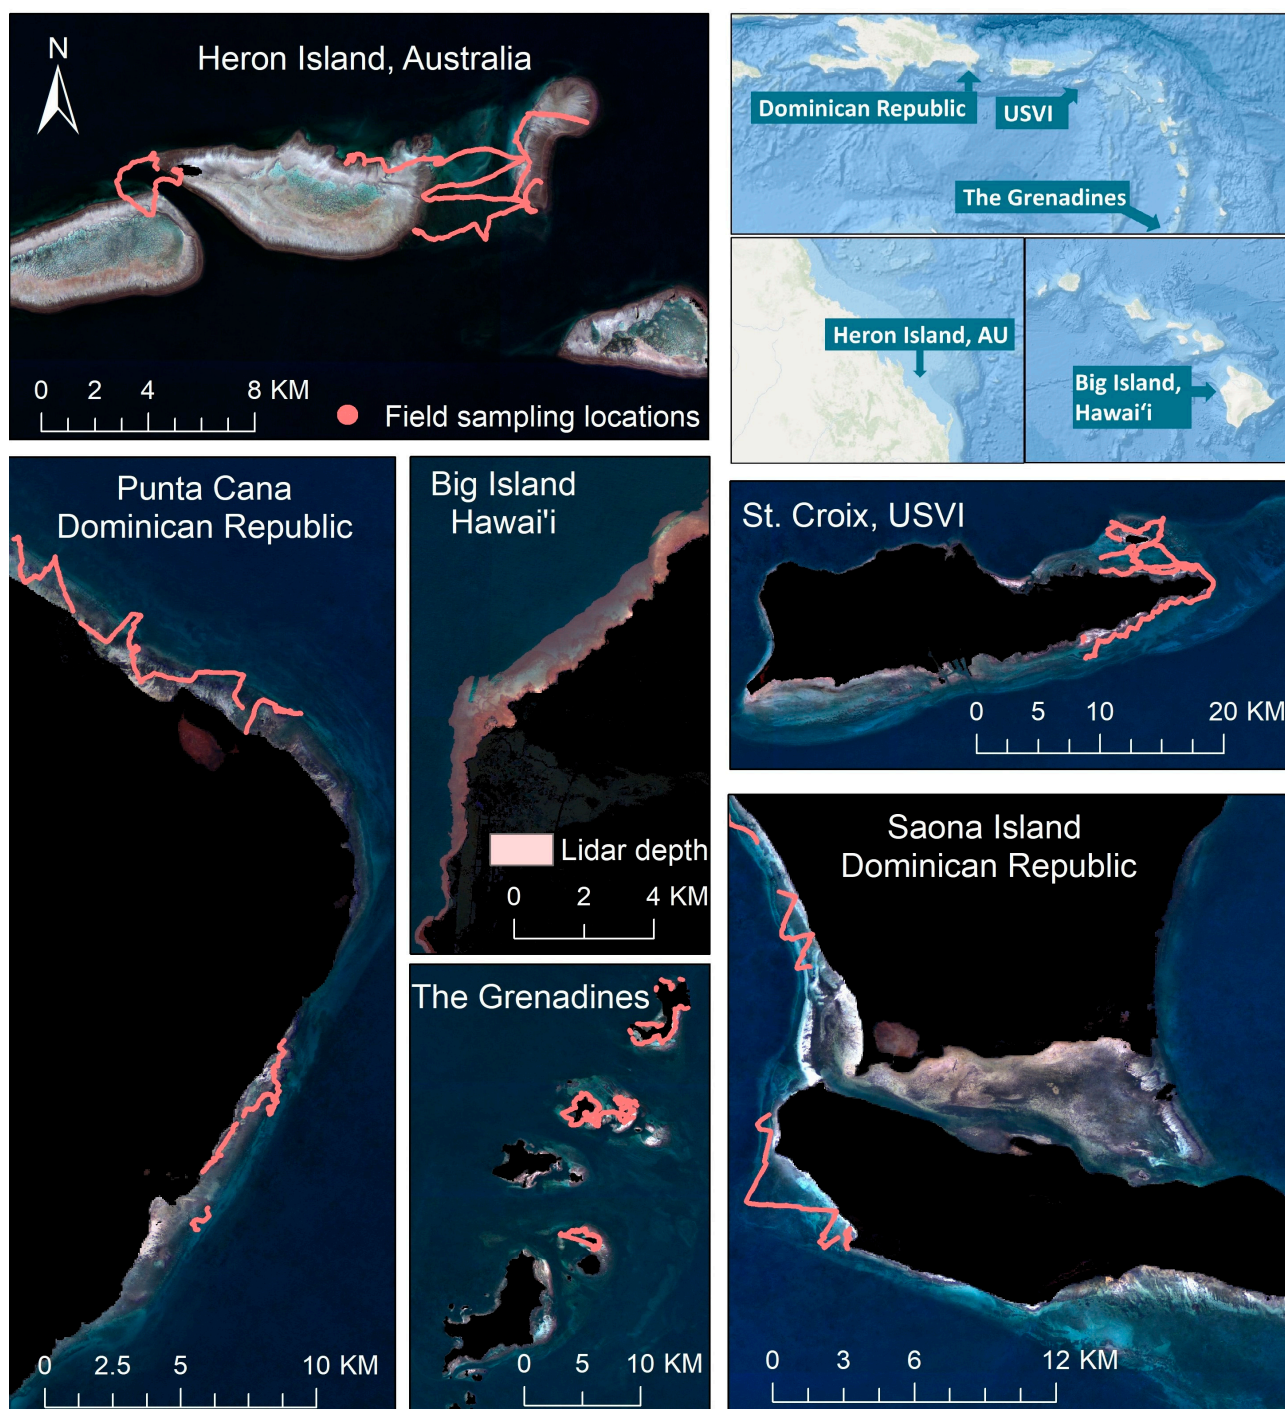 N
Heron Island, Australia
0 2 4 8 KM
Field sampling locations
Dominican Republic
USVI
The Grenadines
Heron Island, AU
Big Island,
Hawai‘i
Punta Cana
Dominican Republic
0 2.5 5 10 KM
Big Island
Hawai'i
Lidar depth
0 2 4 KM
The Grenadines
0 5 10 KM
St. Croix, USVI
0 5 10 20 KM
Saona Island
Dominican Republic
0 3 6 12 KM